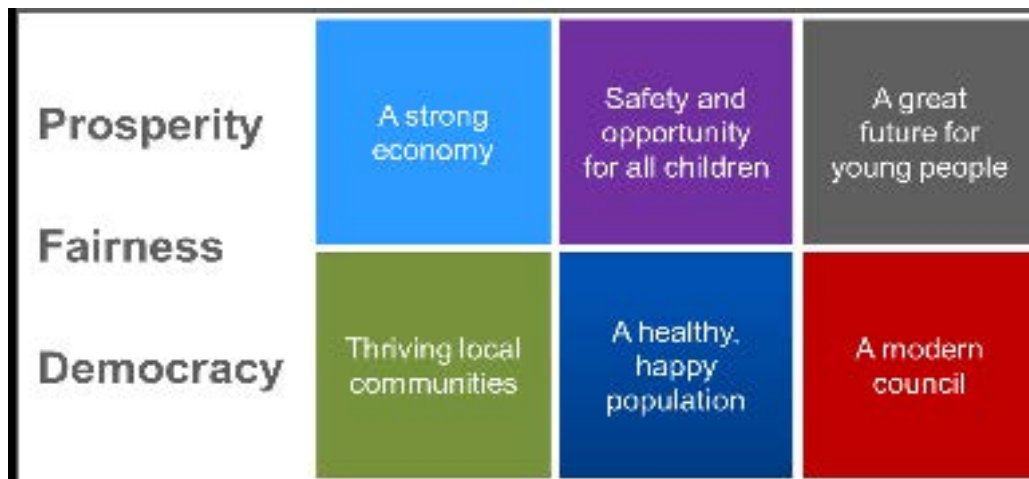 Prosperity
Fairness
Democracy
A strong
economy
Safety and
opportunity
for all children
A great
future for
young people
Thriving local
communities
A healthy,
happy
population
A modern
council